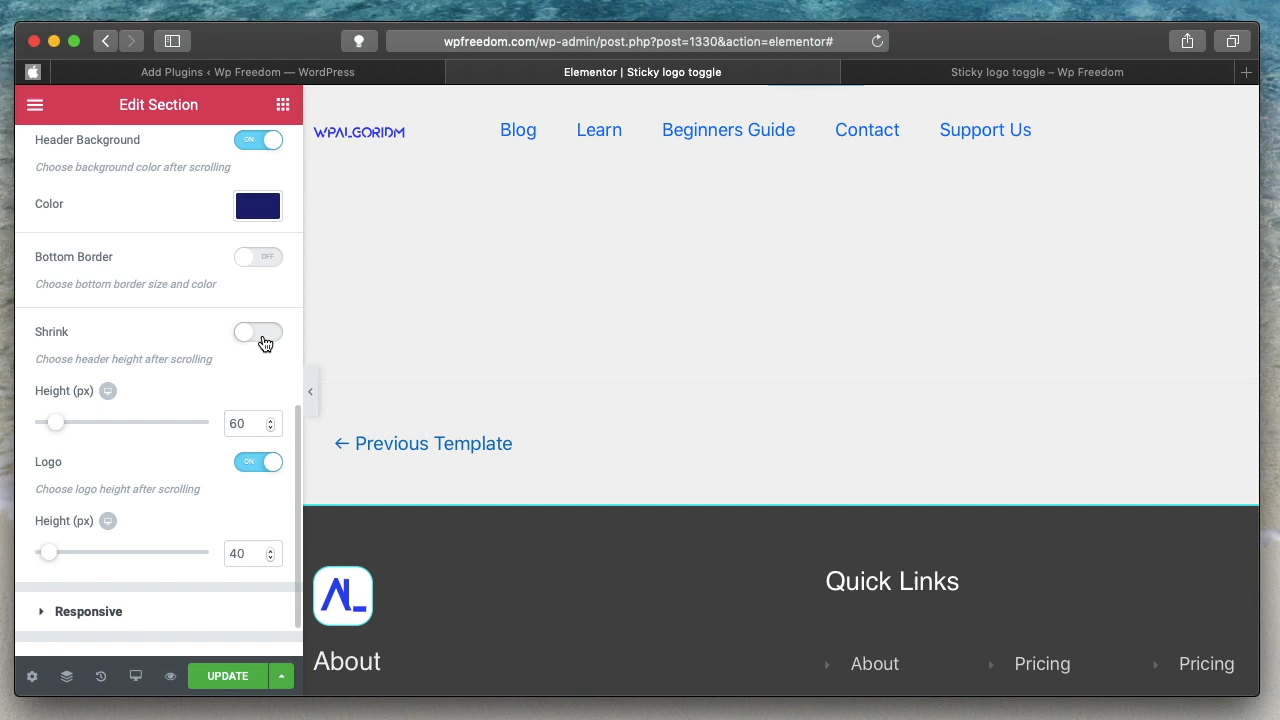 wpfreedom.com/wp-admin/post.php?post=1330&action=elementor#
Add Plugins ‹ Wp Freedom — WordPress
Elementor | Sticky logo toggle
Sticky logo toggle – Wp Freedom
Edit Section
Header Background
ON
Choose background color after scrolling
Color
Bottom Border
OFF
Choose bottom border size and color
Shrink
Choose header height after scrolling
Height (px)
60
Logo
ON
Choose logo height after scrolling
Height (px)
40
Responsive
UPDATE
WPALGORIDM
Blog
Learn
Beginners Guide
Contact
Support Us
← Previous Template
AL_
Quick Links
About
About
Pricing
Pricing